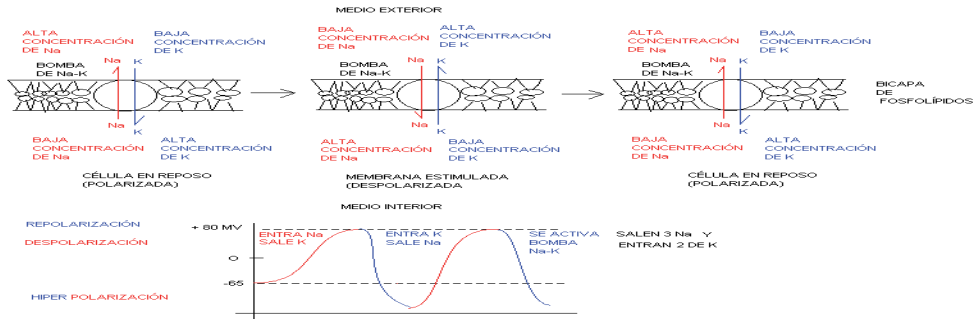 MEDIO EXTERIOR
ALTA
CONCENTRACIÓN
DE Na
BAJA
CONCENTRACIÓN
DE K
BOMBA
DE Na-K
Na
K
Na
K
BAJA
CONCENTRACIÓN
DE Na
ALTA
CONCENTRACIÓN
DE K
CÉLULA EN REPOSO
(POLARIZADA)
BAJA
CONCENTRACIÓN
DE Na
ALTA
CONCENTRACIÓN
DE K
BOMBA
DE Na-K
Na
K
Na
K
ALTA
CONCENTRACIÓN
DE Na
BAJA
CONCENTRACIÓN
DE K
MEMBRANA ESTIMULADA
(DESPOLARIZADA
ALTA
CONCENTRACIÓN
DE Na
BAJA
CONCENTRACIÓN
DE K
BOMBA
DE Na-K
Na
K
Na
K
BAJA
CONCENTRACIÓN
DE Na
ALTA
CONCENTRACIÓN
DE K
CÉLULA EN REPOSO
(POLARIZADA)
BICAPA
DE
FOSFOLÍPIDOS
MEDIO INTERIOR
REPOLARIZACIÓN
DESPOLARIZACIÓN
HIPER POLARIZACIÓN
+ 80 MV
O
-65
ENTRA Na
SALE K
ENTRA K
SALE Na
SE ACTIVA
BOMBA
Na-K
SALEN 3 Na Y
ENTRAN 2 DE K